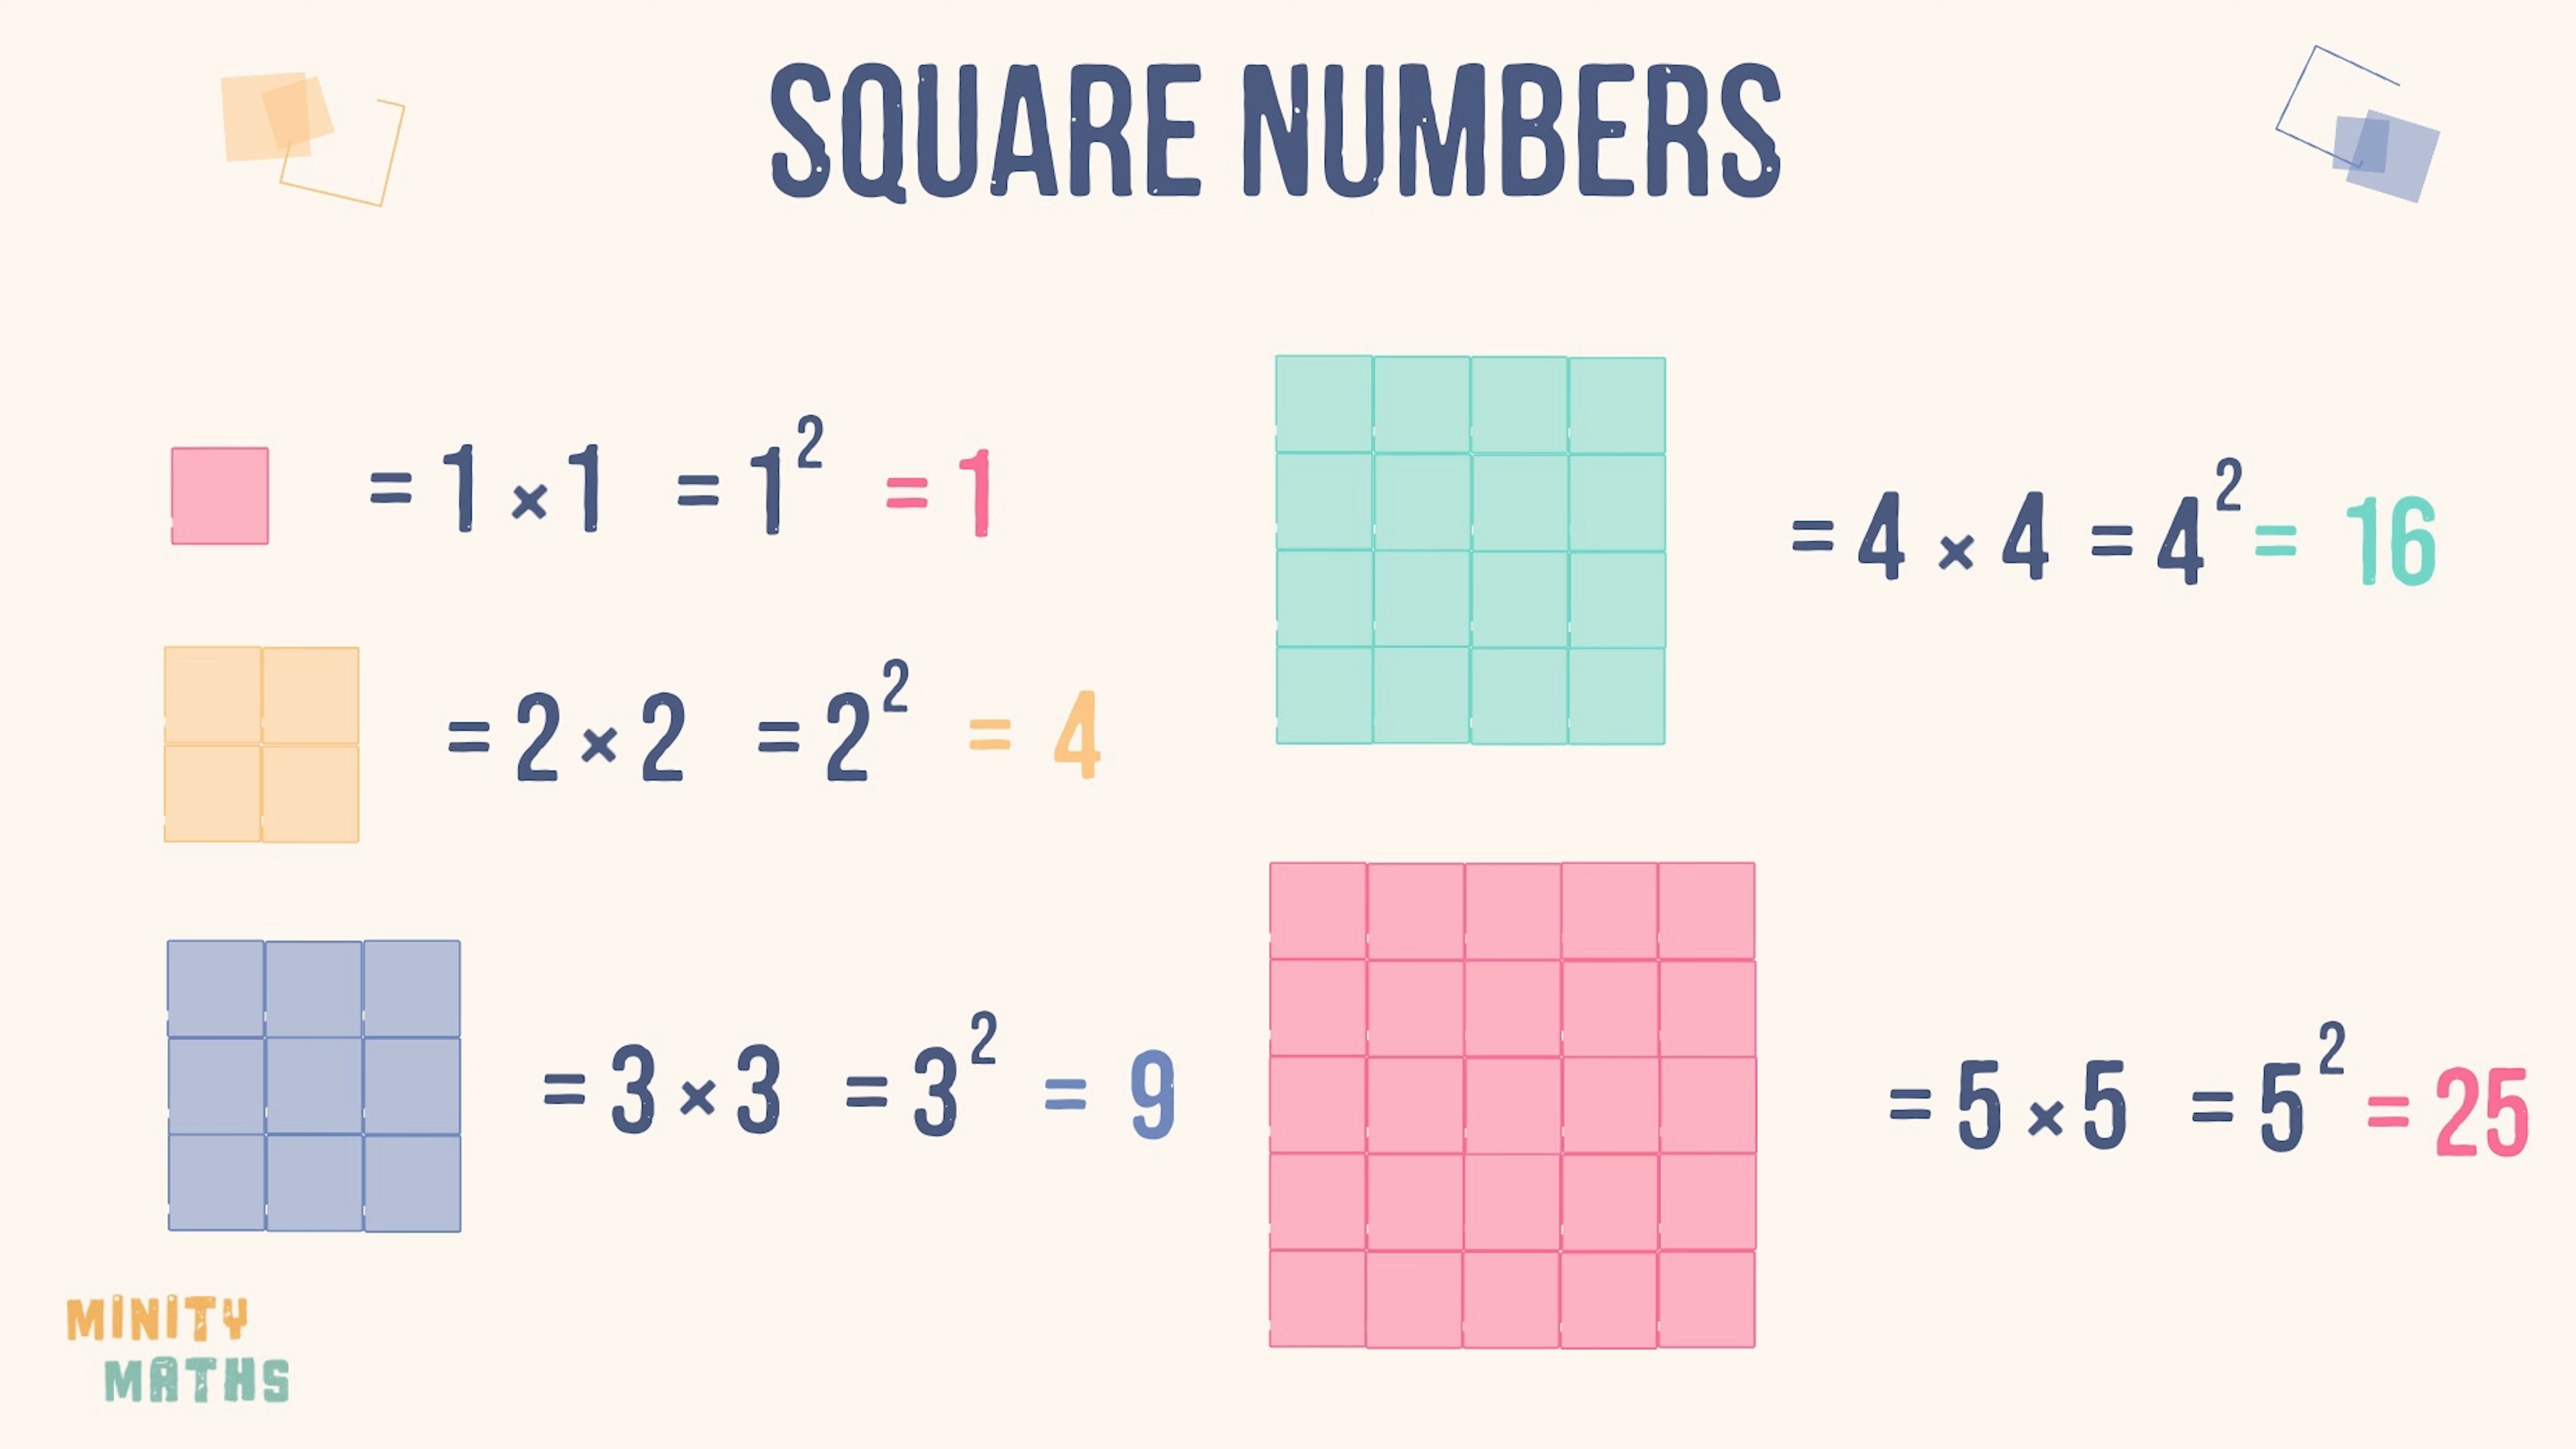 SQUARE NUMBERS
= 1 × 1 = 1² = 1
= 2 × 2 = 2² = 4
= 3 × 3 = 3² = 9
= 4 × 4 = 4² = 16
= 5 × 5 = 5² = 25
MINITY
MATHS